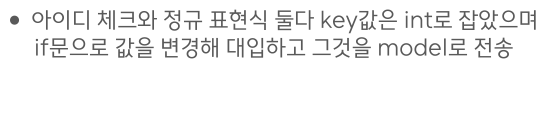 ● 아이디 체크와 정규 표현식 둘다 key값은 int로 잡았으며
if문으로 값을 변경해 대입하고 그것을 model로 전송